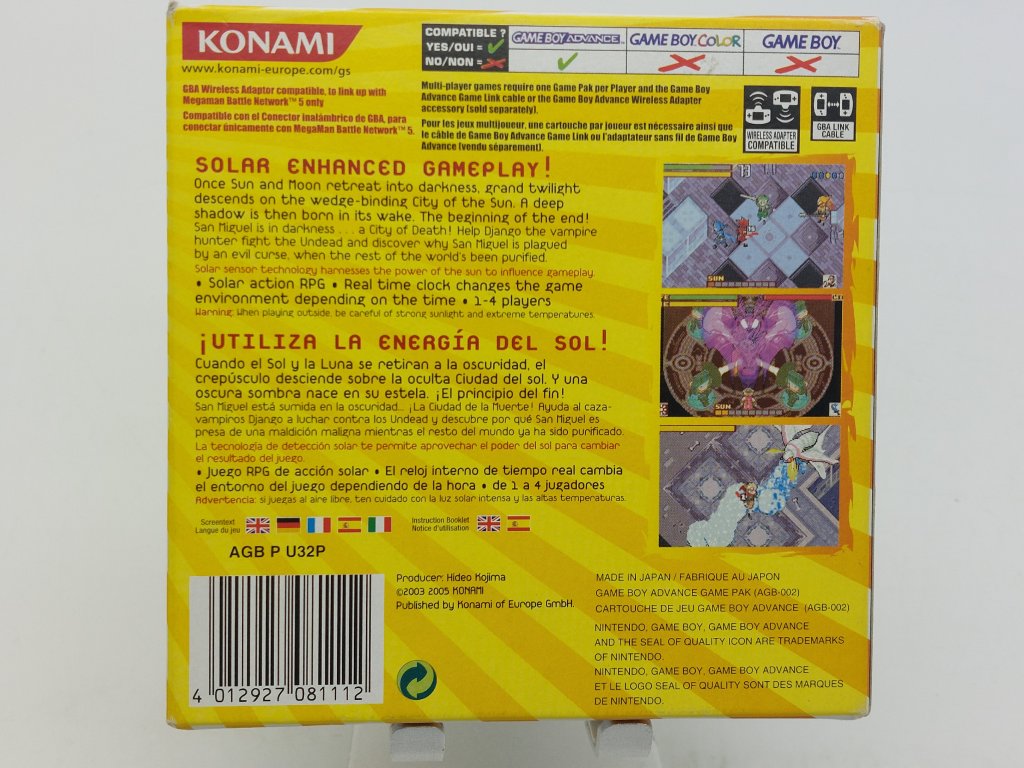 KONAMI
www.konami-europe.com/gs
COMPATIBLE ?
YES/OUI =
NO/NON =
GAME BOY ADVANCE™
GAME BOY COLOR
GAME BOY
GBA Wireless Adaptor compatible, to link up with
Megaman Battle Network™ 5 only
Compatible con el Conector inalámbrico de GBA, para
conectar únicamente con MegaMan Battle Network™ 5.
Multi-player games require one Game Pak per Player and the Game Boy
Advance Game Link cable or the Game Boy Advance Wireless Adapter
accessory (sold separately).
Pour les jeux multijoueur, une cartouche par joueur est nécessaire ainsi que
le câble de Game Boy Advance Game Link ou l'adaptateur sans fil de Game Boy
Advance (vendu séparement).
WIRELESS ADAPTER
COMPATIBLE
GBA LINK
CABLE
SOLAR ENHANCED GAMEPLAY!
Once Sun and Moon retreat into darkness, grand twilight
descends on the wedge-binding City of the Sun. A deep
shadow is then born in its wake. The beginning of the end!
San Miguel is in darkness . . . a City of Death! Help Django the vampire
hunter fight the Undead and discover why San Miguel is plagued
by an evil curse, when the rest of the world's been purified.
Solar sensor technology harnesses the power of the sun to influence gameplay.
• Solar action RPG • Real time clock changes the game
environment depending on the time • 1-4 players
Warning: When playing outside, be careful of strong sunlight and extreme temperatures.
¡UTILIZA LA ENERGÍA DEL SOL!
Cuando el Sol y la Luna se retiran a la oscuridad, el
crepúsculo desciende sobre la oculta Ciudad del sol. Y una
oscura sombra nace en su estela. ¡El principio del fin!
San Miguel está sumida en la oscuridad... ¡La Ciudad de la Muerte! Ayuda al caza-
vampiros Django a luchar contra los Undead y descubre por qué San Miguel es
presa de una maldición maligna mientras el resto del mundo ya ha sido purificado.
La tecnología de detección solar te permite aprovechar el poder del sol para cambiar
el resultado del juego.
• Juego RPG de acción solar • El reloj interno de tiempo real cambia
el entorno del juego dependiendo de la hora • de 1 a 4 jugadores
Advertencia: si juegas al aire libre, ten cuidado con la luz solar intensa y las altas temperaturas.
SUN
SUN
Screentext
Langue du jeu
Instruction Booklet
Notice d'utilisation
AGB P U32P
4 012927 081112
Producer: Hideo Kojima
©2003 2005 KONAMI
Published by Konami of Europe GmbH.
MADE IN JAPAN / FABRIQUE AU JAPON
GAME BOY ADVANCE GAME PAK (AGB-002)
CARTOUCHE DE JEU GAME BOY ADVANCE (AGB-002)
NINTENDO, GAME BOY, GAME BOY ADVANCE
AND THE SEAL OF QUALITY ICON ARE TRADEMARKS
OF NINTENDO.
NINTENDO, GAME BOY, GAME BOY ADVANCE
ET LE LOGO SEAL OF QUALITY SONT DES MARQUES
DE NINTENDO.